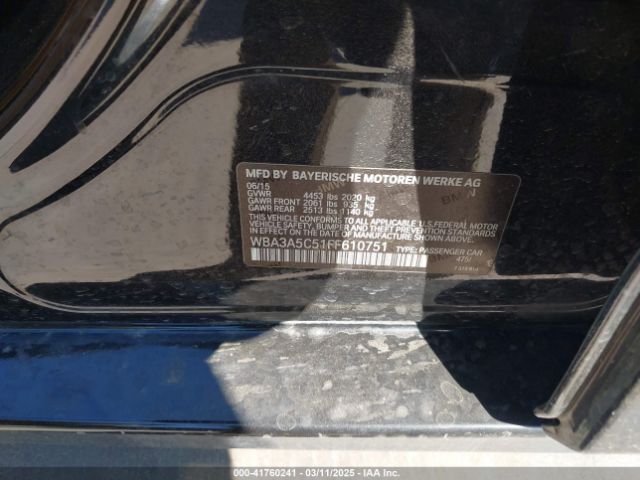 MFD BY BAYERISCHE MOTOREN WERKE AG
06/15
GVWR 4453 lbs 2020 kg
GAWR FRONT 2061 lbs 935 kg
GAWR REAR 2513 lbs 1140 kg
THIS VEHICLE CONFORMS TO ALL APPLICABLE U.S. FEDERAL MOTOR
VEHICLE SAFETY, BUMPER, AND THEFT PREVENTION
STANDARDS IN EFFECT ON THE DATE OF MANUFACTURE SHOWN ABOVE.
WBA3A5C51FF610751 TYPE: PASSENGER CAR
475/
000-41760241 - 03/11/2025 - IAA Inc.